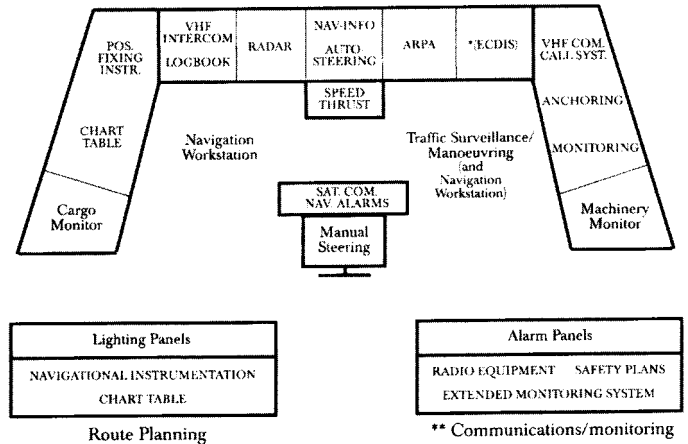 POS.
FIXING
INSTR.
CHART
TABLE
Cargo
Monitor
VHF
INTERCOM
LOGBOOK
RADAR
NAV-INFO
AUTO-
STEERING
SPEED
THRUST
ARPA
*(ECDIS)
VHF COM.
CALL SYST.
ANCHORING
MONITORING
Machinery
Monitor
Navigation
Workstation
Traffic Surveillance/
Manoeuvring
(and
Navigation
Workstation)
SAT. COM.
NAV. ALARMS
Manual
Steering
Lighting Panels
NAVIGATIONAL INSTRUMENTATION
CHART TABLE
Route Planning
Alarm Panels
RADIO EQUIPMENT SAFETY PLANS
EXTENDED MONITORING SYSTEM
** Communications/monitoring